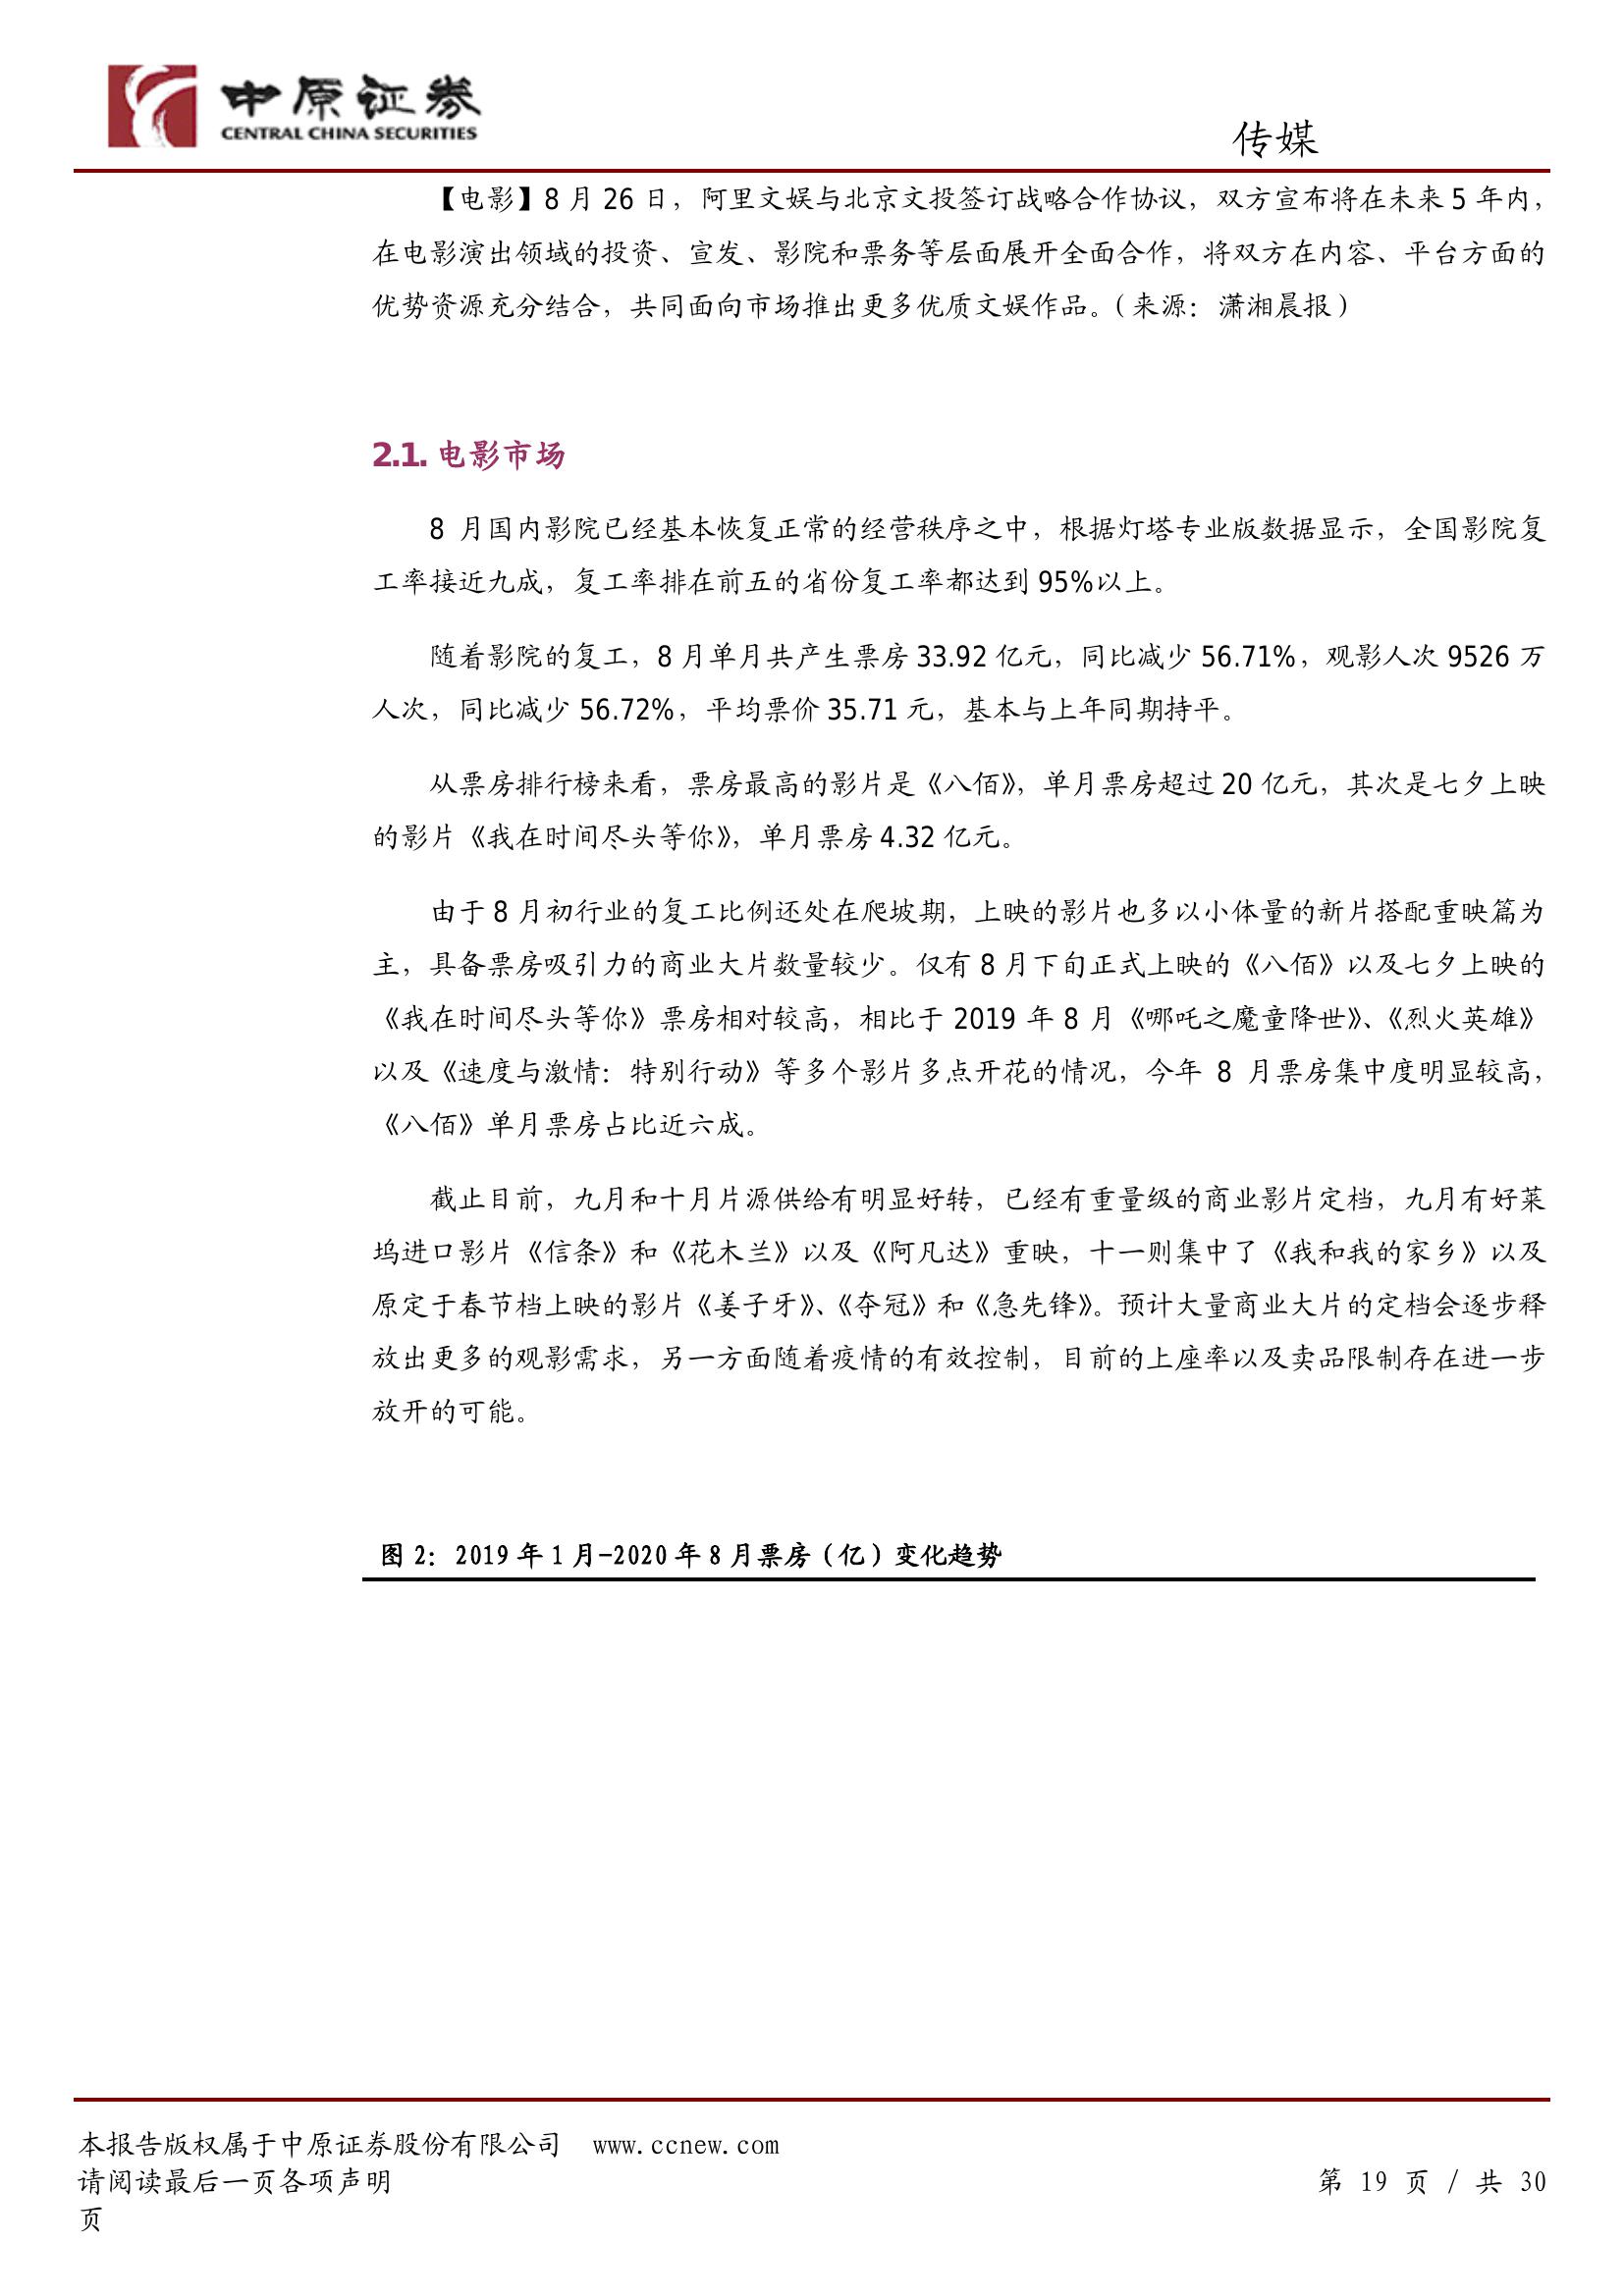 中原证券
CENTRAL CHINA SECURITIES
传媒
【电影】8 月 26 日，阿里文娱与北京文投签订战略合作协议，双方宣布将在未来 5 年内，
在电影演出领域的投资、宣发、影院和票务等层面展开全面合作，将双方在内容、平台方面的
优势资源充分结合，共同面向市场推出更多优质文娱作品。（来源：潇湘晨报）
2.1. 电影市场
8 月国内影院已经基本恢复正常的经营秩序之中，根据灯塔专业版数据显示，全国影院复
工率接近九成，复工率排在前五的省份复工率都达到 95%以上。
随着影院的复工，8 月单月共产生票房 33.92 亿元，同比减少 56.71%，观影人次 9526 万
人次，同比减少 56.72%，平均票价 35.71 元，基本与上年同期持平。
从票房排行榜来看，票房最高的影片是《八佰》，单月票房超过 20 亿元，其次是七夕上映
的影片《我在时间尽头等你》，单月票房 4.32 亿元。
由于 8 月初行业的复工比例还处在爬坡期，上映的影片也多以小体量的新片搭配重映篇为
主，具备票房吸引力的商业大片数量较少。仅有 8 月下旬正式上映的《八佰》以及七夕上映的
《我在时间尽头等你》票房相对较高，相比于 2019 年 8 月《哪吒之魔童降世》、《烈火英雄》
以及《速度与激情：特别行动》等多个影片多点开花的情况，今年 8 月票房集中度明显较高，
《八佰》单月票房占比近六成。
截止目前，九月和十月片源供给有明显好转，已经有重量级的商业影片定档，九月有好莱
坞进口影片《信条》和《花木兰》以及《阿凡达》重映，十一则集中了《我和我的家乡》以及
原定于春节档上映的影片《姜子牙》、《夺冠》和《急先锋》。预计大量商业大片的定档会逐步释
放出更多的观影需求，另一方面随着疫情的有效控制，目前的上座率以及卖品限制存在进一步
放开的可能。
图 2：2019 年 1 月-2020 年 8 月票房（亿）变化趋势
本报告版权属于中原证券股份有限公司 www.ccnew.com
请阅读最后一页各项声明 第 19 页 / 共 30
页